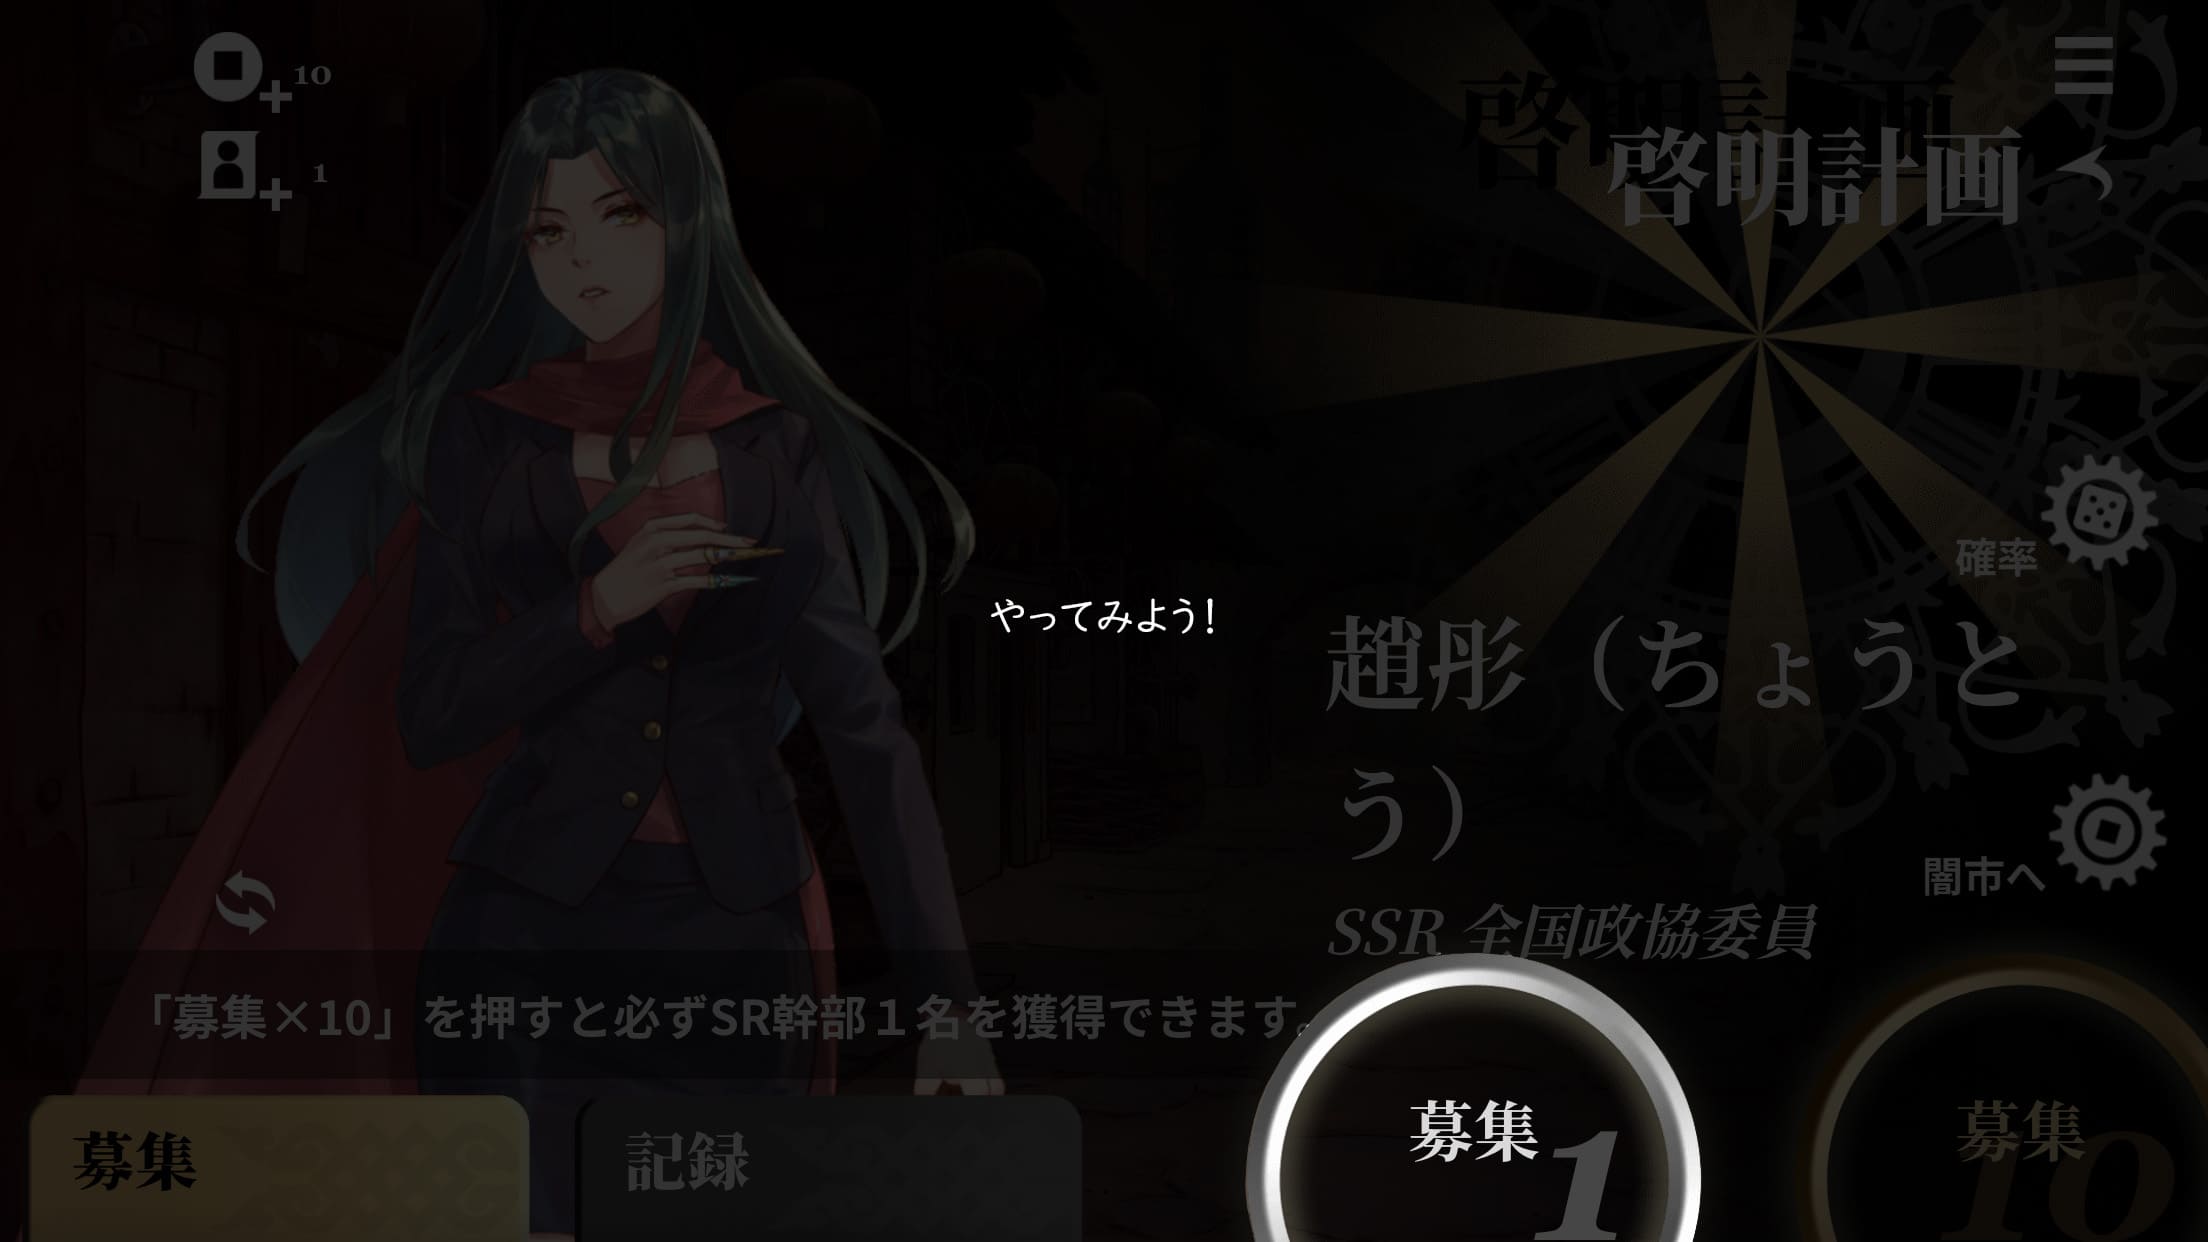 10
1
啓明計画
啓明計画
やってみよう!
確率
趙彤（ちょうと
う）
闇市へ
SSR 全国政協委員
「募集×10」を押すと必ずSR幹部１名を獲得できます。
募集
記録
募集
1
募集
10